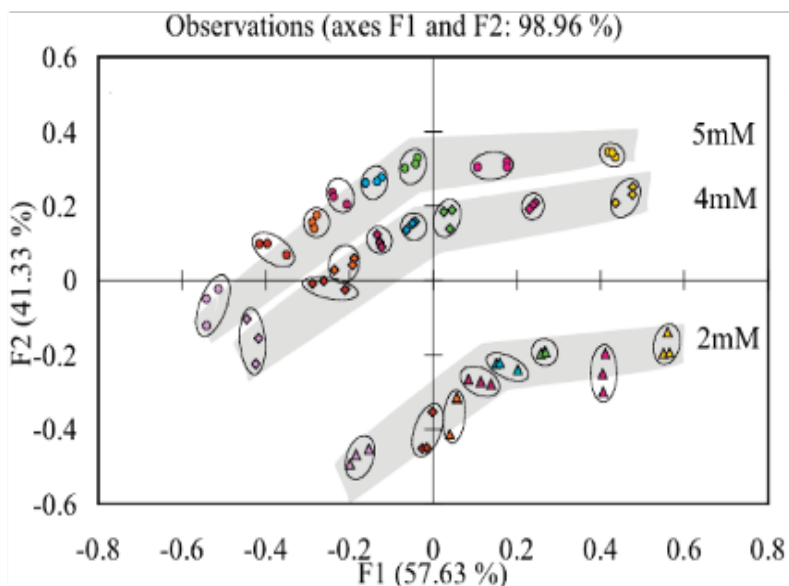 Observations (axes F1 and F2: 98.96 %)
0.6
0.4
0.2
0
-0.2
-0.4
-0.6
F2 (41.33 %)
5mM
4mM
2mM
-0.8 -0.6 -0.4 -0.2 0 0.2 0.4 0.6 0.8
F1 (57.63 %)